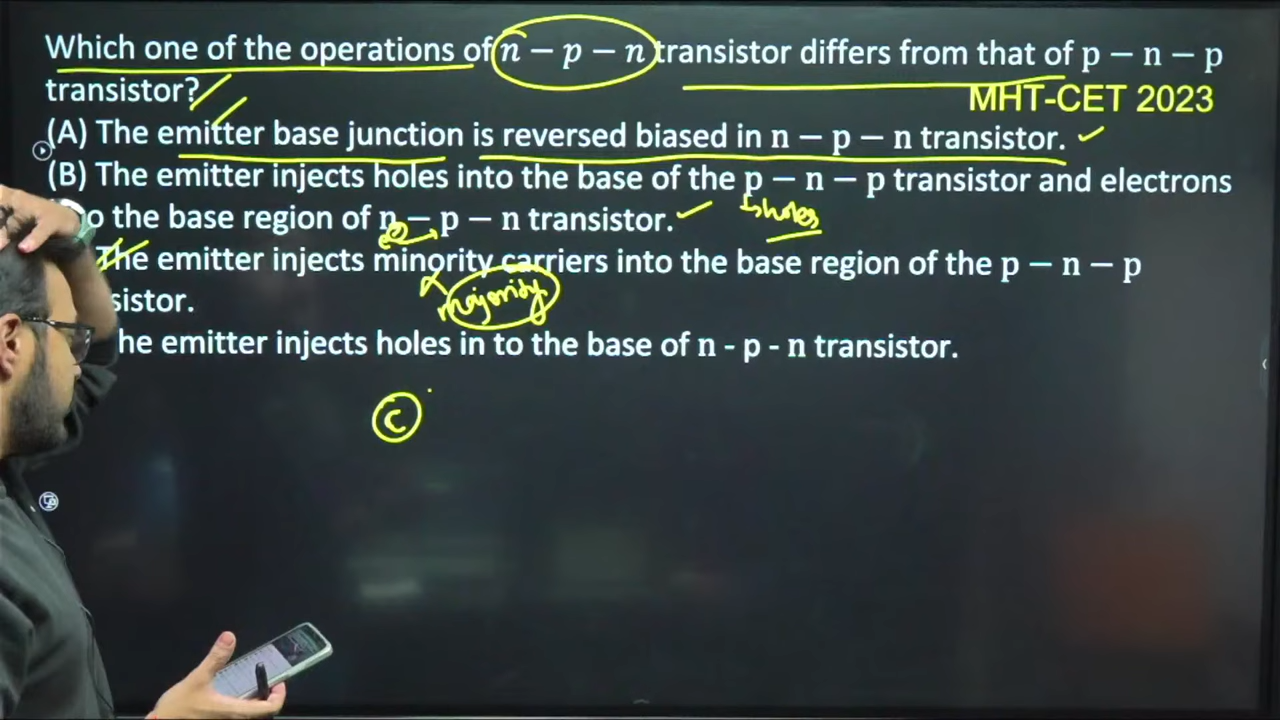 Which one of the operations of n − p − n transistor differs from that of p − n − p
transistor?
MHT-CET 2023
(A) The emitter base junction is reversed biased in n − p − n transistor.
(B) The emitter injects holes into the base of the p − n − p transistor and electrons
o the base region of n − p − n transistor.
holes
The emitter injects minority carriers into the base region of the p − n − p
majority
sistor.
he emitter injects holes in to the base of n - p - n transistor.
C